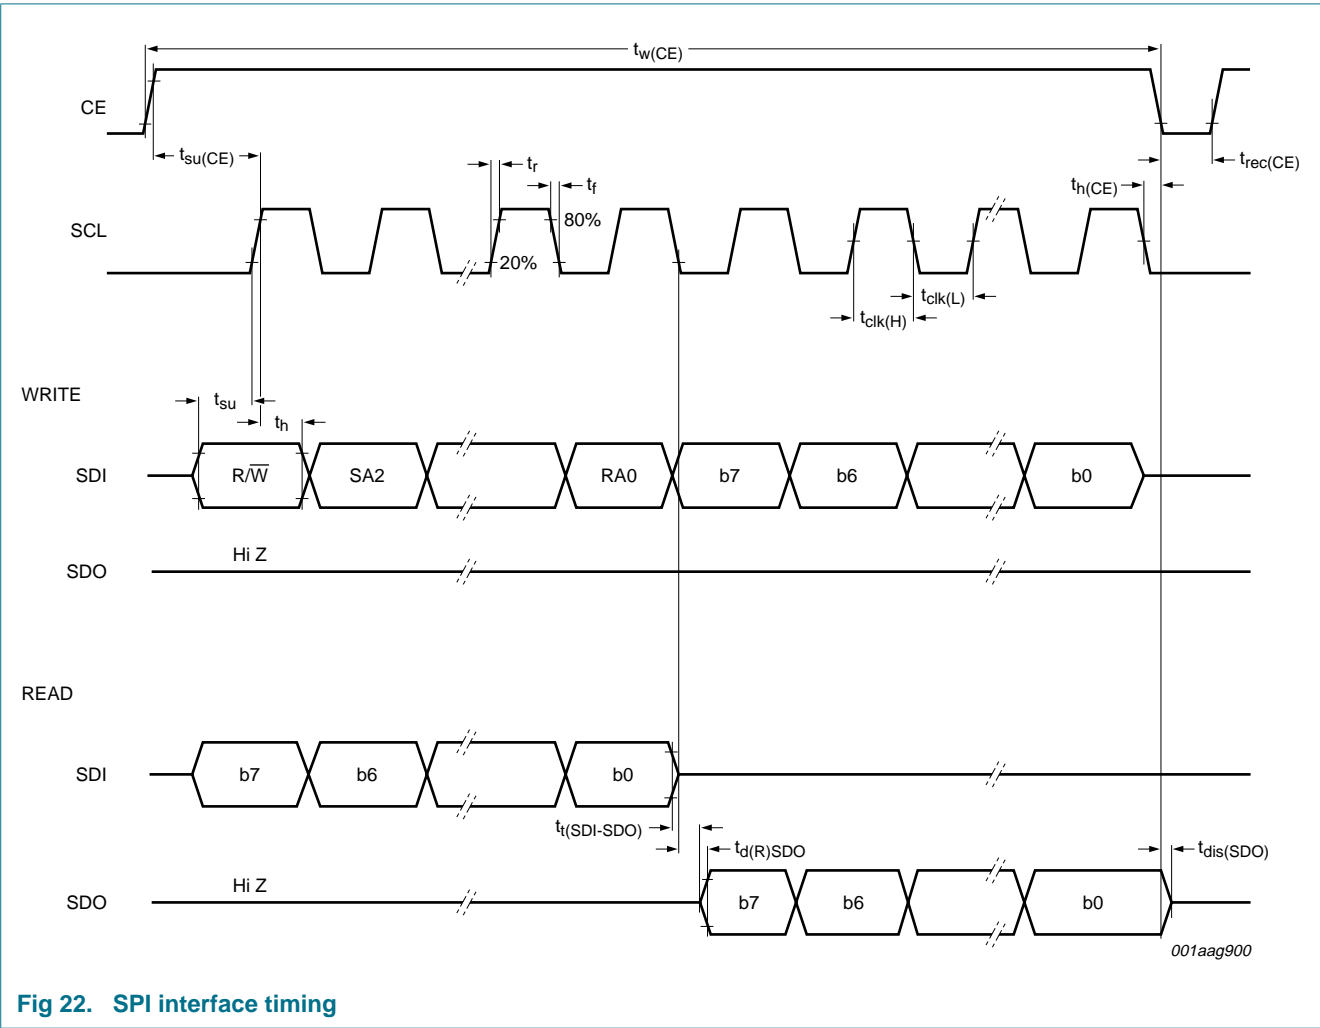 tw(CE)
CE
tsu(CE)
tr
trec(CE)
tf
th(CE)
SCL
80%
20%
tclk(L)
tclk(H)
WRITE
tsu
th
SDI R/W̅ SA2 RA0 b7 b6 b0
Hi Z
SDO
READ
SDI b7 b6 b0
tt(SDI-SDO)
td(R)SDO
tdis(SDO)
Hi Z
SDO b7 b6 b0
001aag900
Fig 22. SPI interface timing